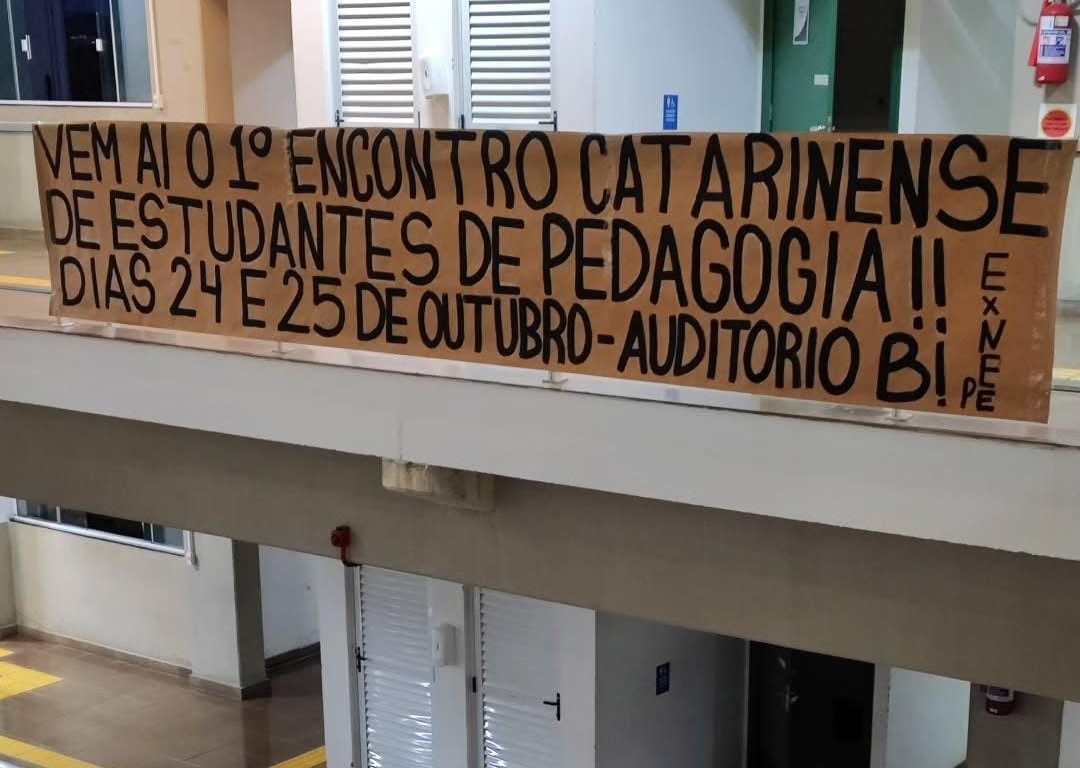 VEM AI O 1º ENCONTRO CATARINENSE
DE ESTUDANTES DE PEDAGOGIA!!
DIAS 24 E 25 DE OUTUBRO - AUDITORIO B!
EXNEPE